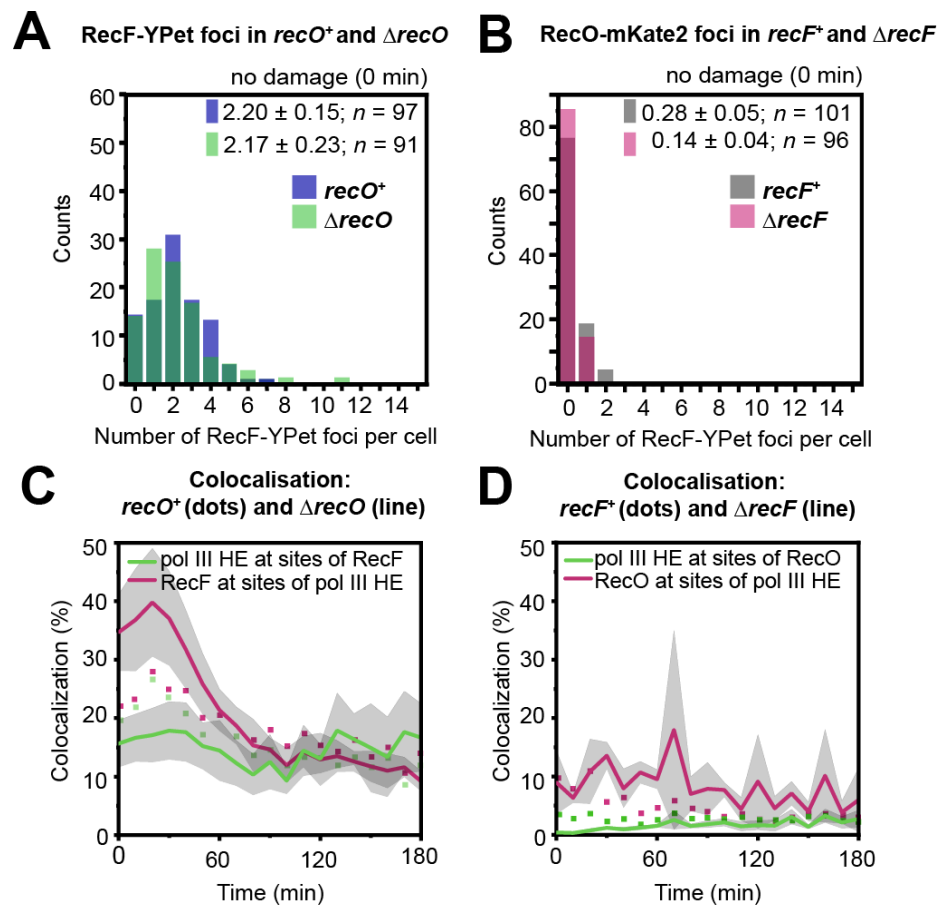 A
RecF-YPet foci in recO+ and ΔrecO
no damage (0 min)
60
50
40
30
20
10
0
Counts
2.20 ± 0.15; n = 97
2.17 ± 0.23; n = 91
recO+
ΔrecO
0 2 4 6 8 10 12 14
Number of RecF-YPet foci per cell
B
RecO-mKate2 foci in recF+ and ΔrecF
no damage (0 min)
80
60
40
20
0
Counts
0.28 ± 0.05; n = 101
0.14 ± 0.04; n = 96
recF+
ΔrecF
0 2 4 6 8 10 12 14
Number of RecF-YPet foci per cell
C
Colocalisation:
recO+ (dots) and ΔrecO (line)
50
40
30
20
10
0
Colocalization (%)
pol III HE at sites of RecF
RecF at sites of pol III HE
0 60 120 180
Time (min)
D
Colocalisation:
recF+ (dots) and ΔrecF (line)
50
40
30
20
10
0
Colocalization (%)
pol III HE at sites of RecO
RecO at sites of pol III HE
0 60 120 180
Time (min)